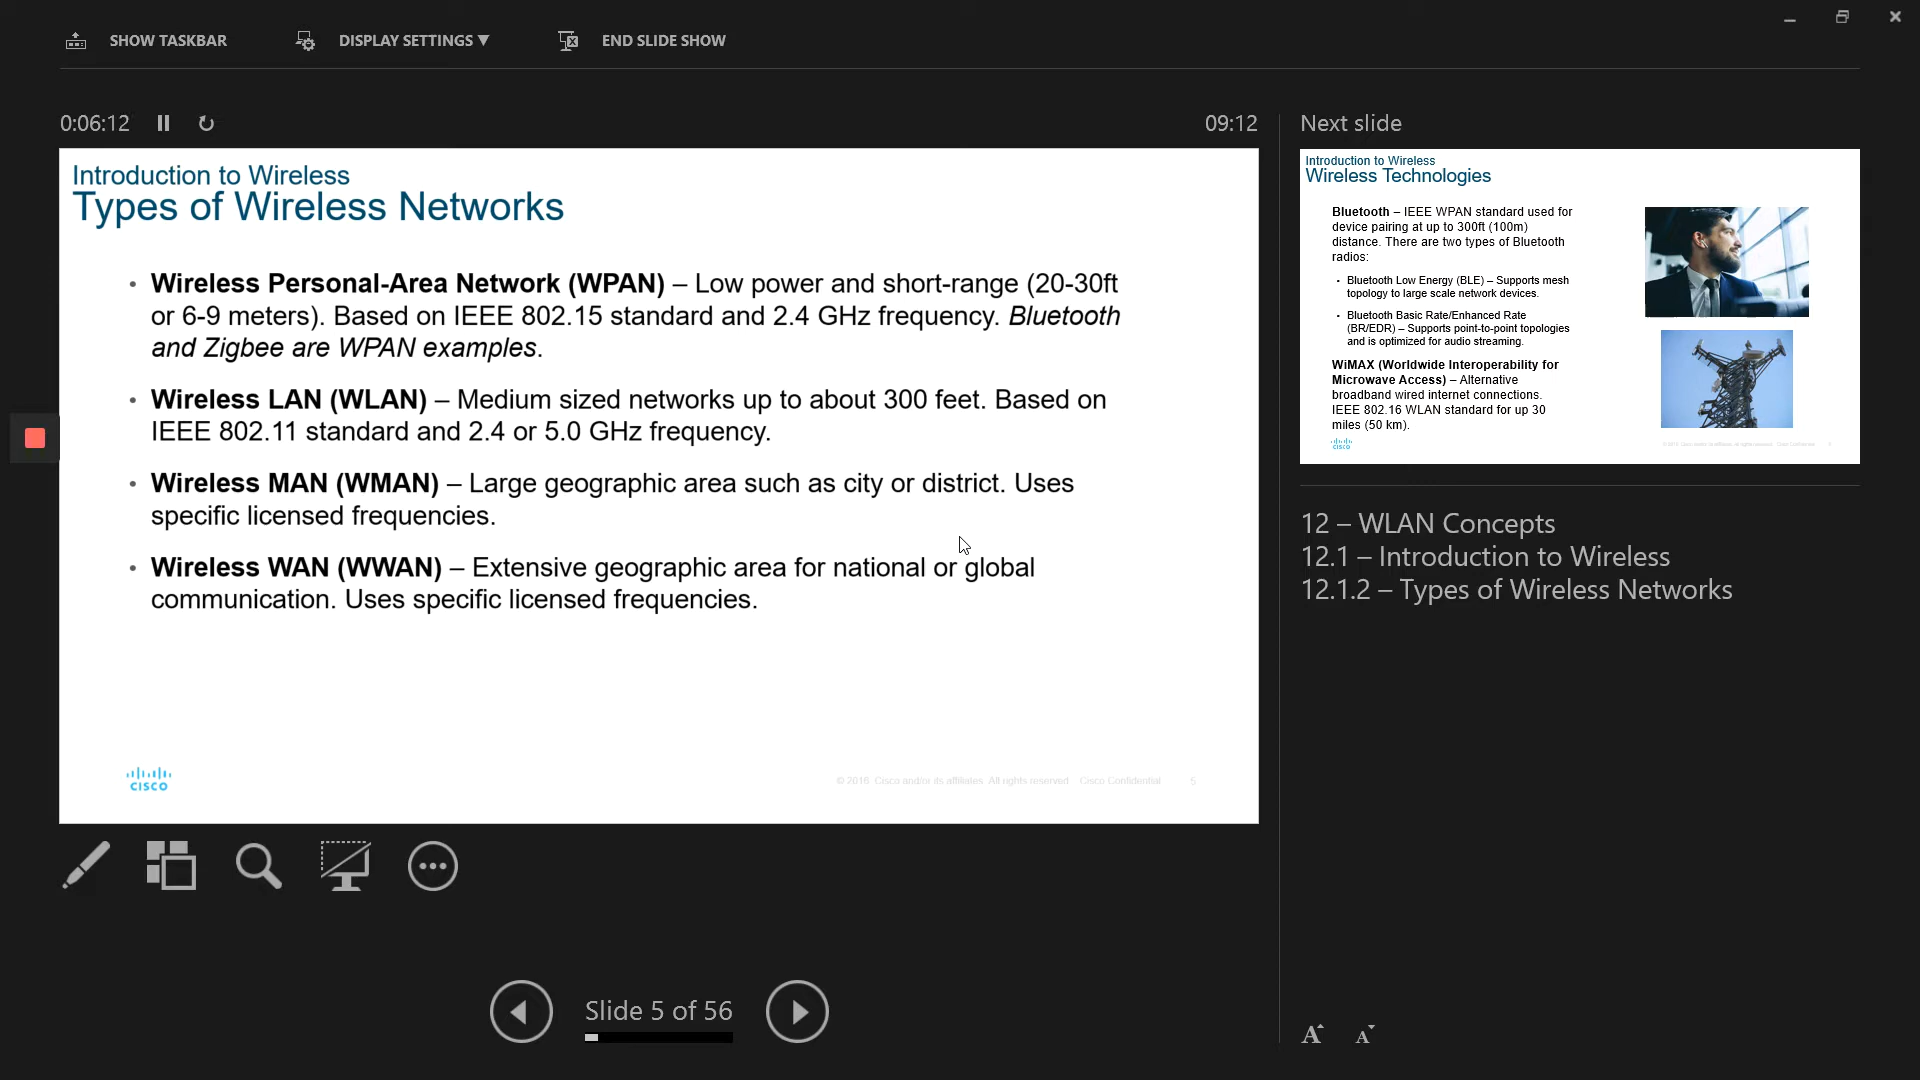 SHOW TASKBAR
DISPLAY SETTINGS ▼
END SLIDE SHOW
0:06:12
09:12
Introduction to Wireless
Types of Wireless Networks
• Wireless Personal-Area Network (WPAN) – Low power and short-range (20-30ft
or 6-9 meters). Based on IEEE 802.15 standard and 2.4 GHz frequency. Bluetooth
and Zigbee are WPAN examples.
• Wireless LAN (WLAN) – Medium sized networks up to about 300 feet. Based on
IEEE 802.11 standard and 2.4 or 5.0 GHz frequency.
• Wireless MAN (WMAN) – Large geographic area such as city or district. Uses
specific licensed frequencies.
• Wireless WAN (WWAN) – Extensive geographic area for national or global
communication. Uses specific licensed frequencies.
CISCO
© 2016 Cisco and/or its affiliates. All rights reserved. Cisco Confidential
5
Slide 5 of 56
Next slide
Introduction to Wireless
Wireless Technologies
Bluetooth – IEEE WPAN standard used for
device pairing at up to 300ft (100m)
distance. There are two types of Bluetooth
radios:
• Bluetooth Low Energy (BLE) – Supports mesh
topology to large scale network devices.
• Bluetooth Basic Rate/Enhanced Rate
(BR/EDR) – Supports point-to-point topologies
and is optimized for audio streaming.
WiMAX (Worldwide Interoperability for
Microwave Access) – Alternative
broadband wired internet connections.
IEEE 802.16 WLAN standard for up 30
miles (50 km).
CISCO
© 2016 Cisco and/or its affiliates. All rights reserved. Cisco Confidential
12 – WLAN Concepts
12.1 – Introduction to Wireless
12.1.2 – Types of Wireless Networks
A A